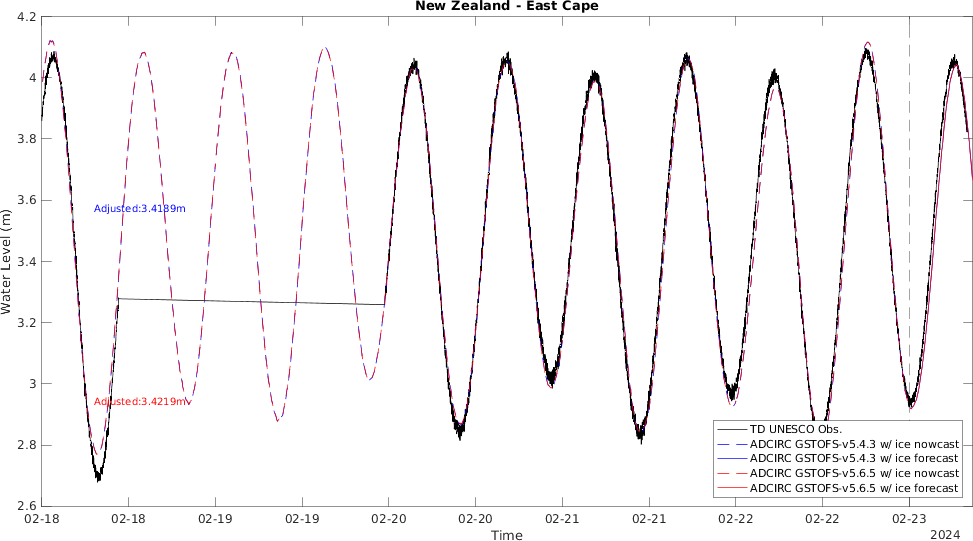 New Zealand - East Cape
4.2
4
3.8
3.6
3.4
3.2
3
2.8
2.6
Water Level (m)
Adjusted:3.4189m
Adjusted:3.4219m
TD UNESCO Obs.
ADCIRC GSTOFS-v5.4.3 w/ ice nowcast
ADCIRC GSTOFS-v5.4.3 w/ ice forecast
ADCIRC GSTOFS-v5.6.5 w/ ice nowcast
ADCIRC GSTOFS-v5.6.5 w/ ice forecast
02-18 02-18 02-19 02-19 02-20 02-20 02-21 02-21 02-22 02-22 02-23
Time
2024